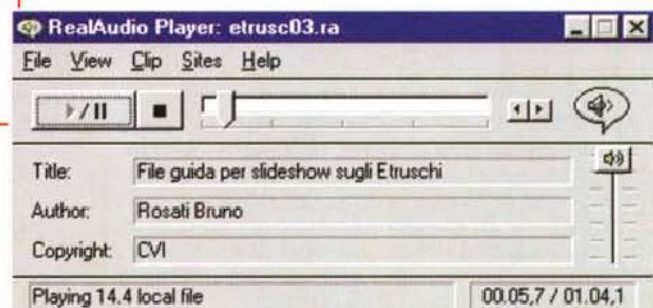 RealAudio Player: etrusc03.ra
File View Clip Sites Help
Title: File guida per slideshow sugli Etruschi
Author: Rosati Bruno
Copyright: CVI
Playing 14.4 local file 00.05,7 / 01.04,1